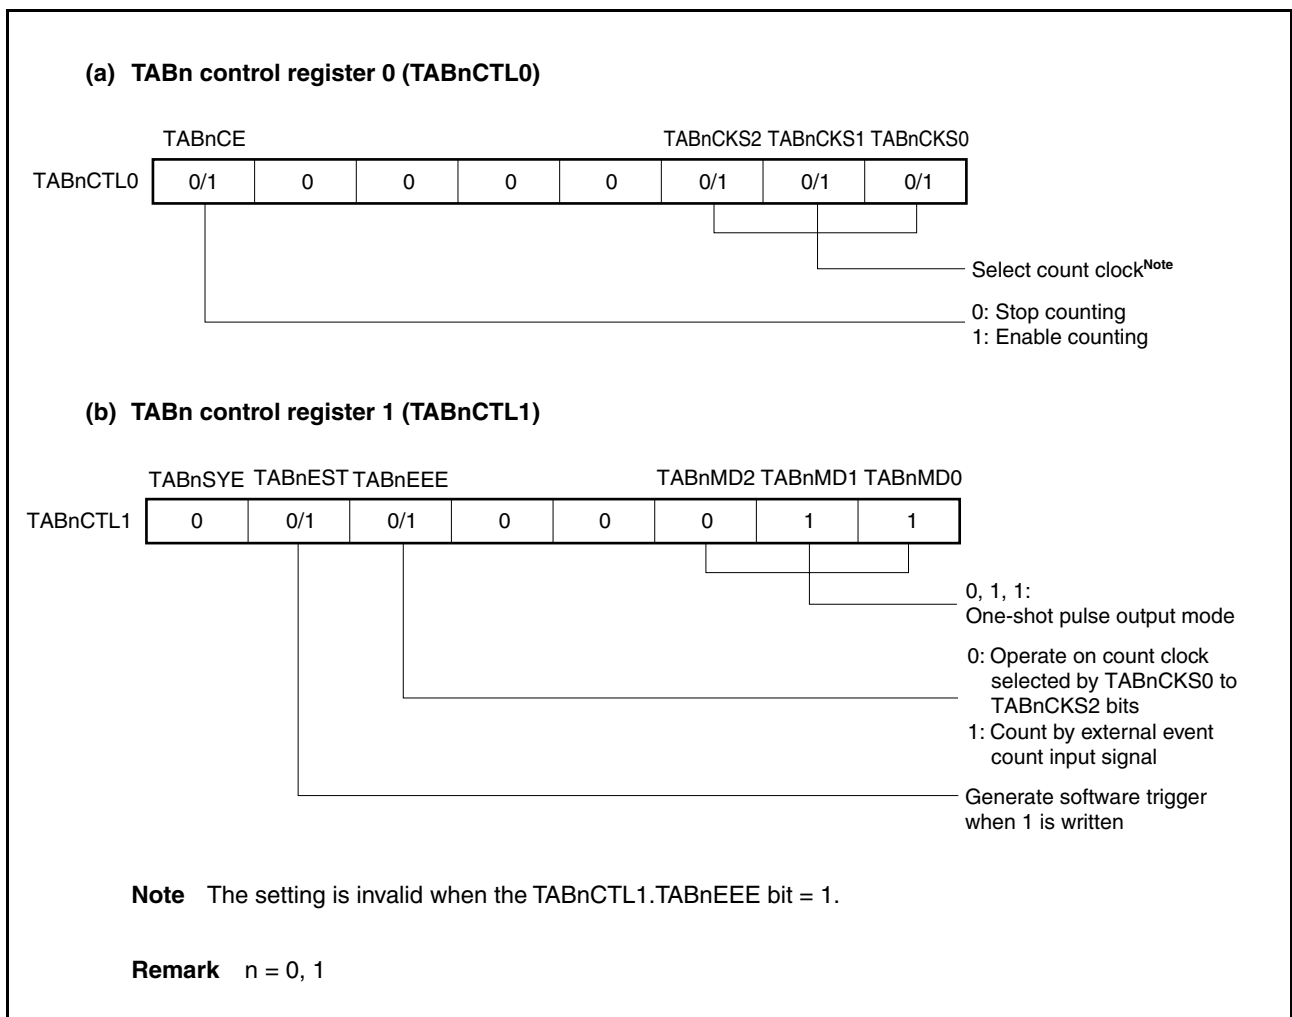 (a) TABn control register 0 (TABnCTL0)
TABnCE TABnCKS2 TABnCKS1 TABnCKS0
TABnCTL0 0/1 0 0 0 0 0/1 0/1 0/1
Select count clockNote
0: Stop counting
1: Enable counting
(b) TABn control register 1 (TABnCTL1)
TABnSYE TABnEST TABnEEE TABnMD2 TABnMD1 TABnMD0
TABnCTL1 0 0/1 0/1 0 0 0 1 1
0, 1, 1:
One-shot pulse output mode
0: Operate on count clock
selected by TABnCKS0 to
TABnCKS2 bits
1: Count by external event
count input signal
Generate software trigger
when 1 is written
Note The setting is invalid when the TABnCTL1.TABnEEE bit = 1.
Remark n = 0, 1